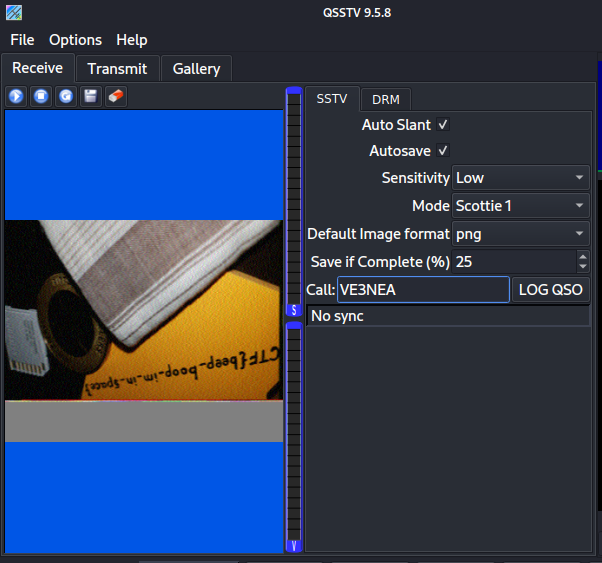 QSSTV 9.5.8
File Options Help
Receive Transmit Gallery
SSTV DRM
Auto Slant
Autosave
Sensitivity Low
Mode Scottie 1
Default Image format png
Save if Complete (%) 25
Call: VE3NEA LOG QSO
No sync
S
V
CTF{beep-boop-im-in-space}